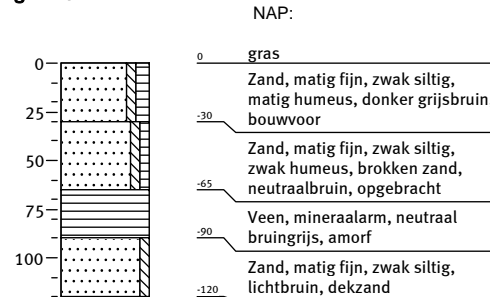 NAP:
0
0
gras
Zand, matig fijn, zwak siltig,
matig humeus, donker grijsbruin
bouwvoor
25
-30
Zand, matig fijn, zwak siltig,
zwak humeus, brokken zand,
neutraalbruin, opgebracht
50
-65
75
Veen, mineraalarm, neutraal
bruingrijs, amorf
-90
100
Zand, matig fijn, zwak siltig,
lichtbruin, dekzand
-120